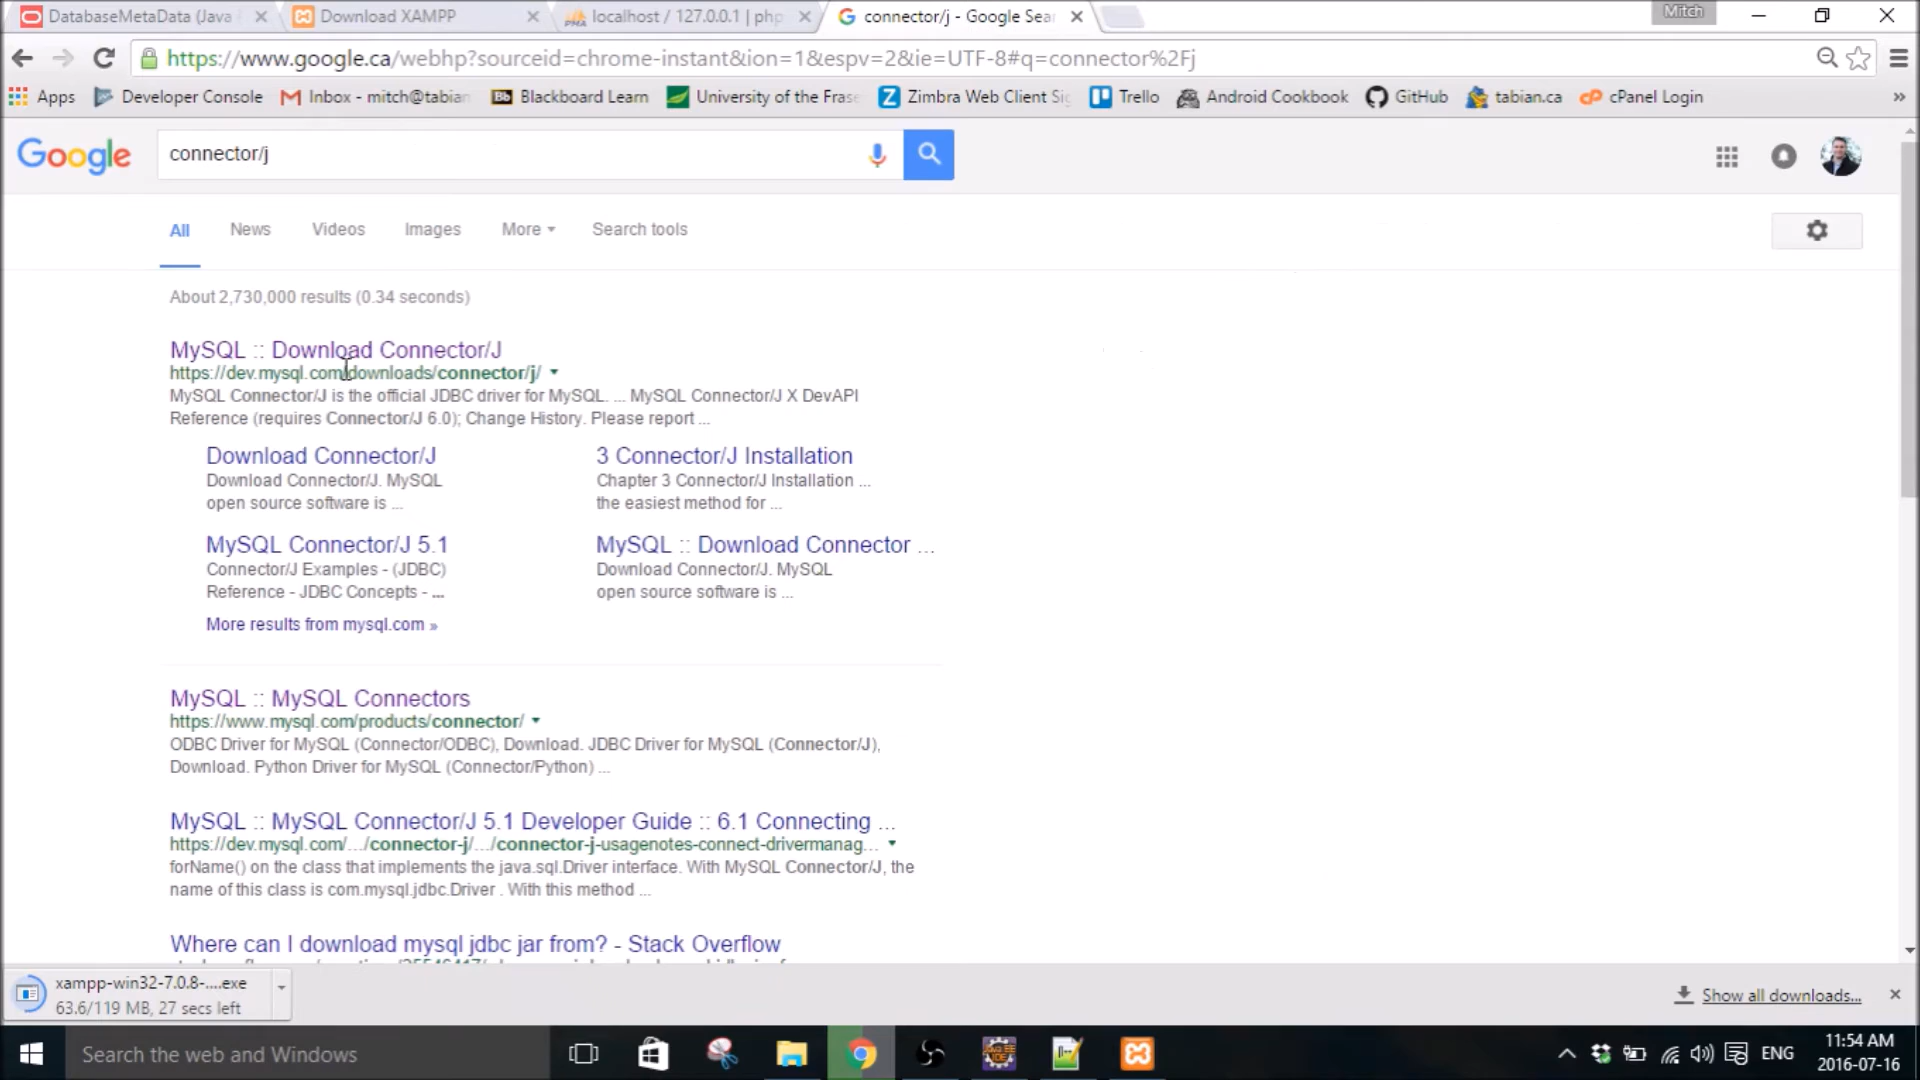 DatabaseMetaData (Java
Download XAMPP
localhost / 127.0.0.1 | php
connector/j - Google Sear
Mitch
https://www.google.ca/webhp?sourceid=chrome-instant&ion=1&espv=2&ie=UTF-8#q=connector%2Fj
Apps Developer Console Inbox - mitch@tabian Blackboard Learn University of the Frase Zimbra Web Client Si Trello Android Cookbook GitHub tabian.ca cPanel Login »
Google connector/j
All News Videos Images More Search tools
About 2,730,000 results (0.34 seconds)
MySQL :: Download Connector/J
https://dev.mysql.com/downloads/connector/j/
MySQL Connector/J is the official JDBC driver for MySQL. ... MySQL Connector/J X DevAPI
Reference (requires Connector/J 6.0); Change History. Please report ...
Download Connector/J
Download Connector/J. MySQL
open source software is ...
3 Connector/J Installation
Chapter 3 Connector/J Installation ...
the easiest method for ...
MySQL Connector/J 5.1
Connector/J Examples - (JDBC)
Reference - JDBC Concepts - ...
MySQL :: Download Connector ...
Download Connector/J. MySQL
open source software is ...
More results from mysql.com »
MySQL :: MySQL Connectors
https://www.mysql.com/products/connector/
ODBC Driver for MySQL (Connector/ODBC), Download. JDBC Driver for MySQL (Connector/J),
Download. Python Driver for MySQL (Connector/Python) ...
MySQL :: MySQL Connector/J 5.1 Developer Guide :: 6.1 Connecting ...
https://dev.mysql.com/.../connector-j/.../connector-j-usagenotes-connect-drivermanag...
forName() on the class that implements the java.sql.Driver interface. With MySQL Connector/J, the
name of this class is com.mysql.jdbc.Driver . With this method ...
Where can I download mysql jdbc jar from? - Stack Overflow
xampp-win32-7.0.8-....exe
63.6/119 MB, 27 secs left
Show all downloads...
Search the web and Windows
ENG
11:54 AM
2016-07-16